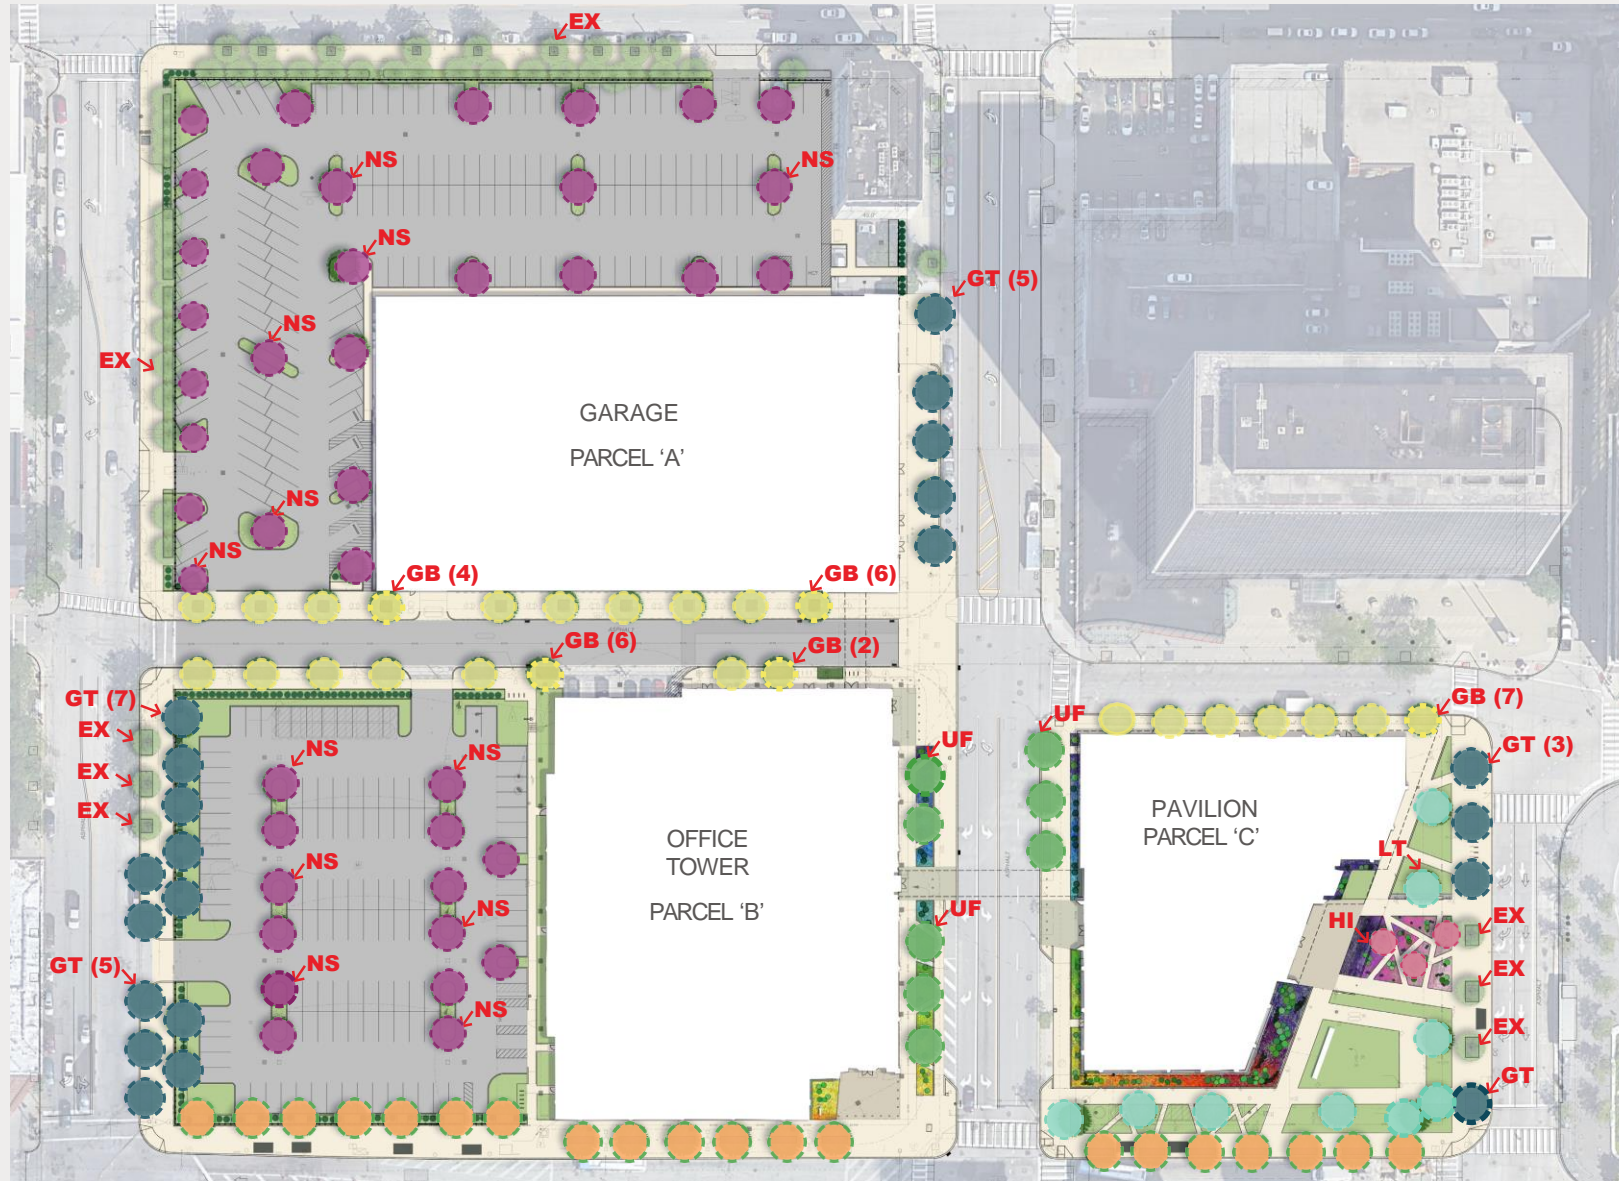 EX
NS
NS
NS
GT (5)
NS
EX
GARAGE
PARCEL ‘A’
NS
NS
GB (4)
GB (6)
GB (6)
GB (2)
GT (7)
GB (7)
UF
EX
UF
GT (3)
NS
NS
EX
EX
PAVILION
PARCEL ‘C’
OFFICE
TOWER
LT
NS
PARCEL ‘B’
NS
UF
HI
EX
GT (5)
NS
EX
NS
EX
GT